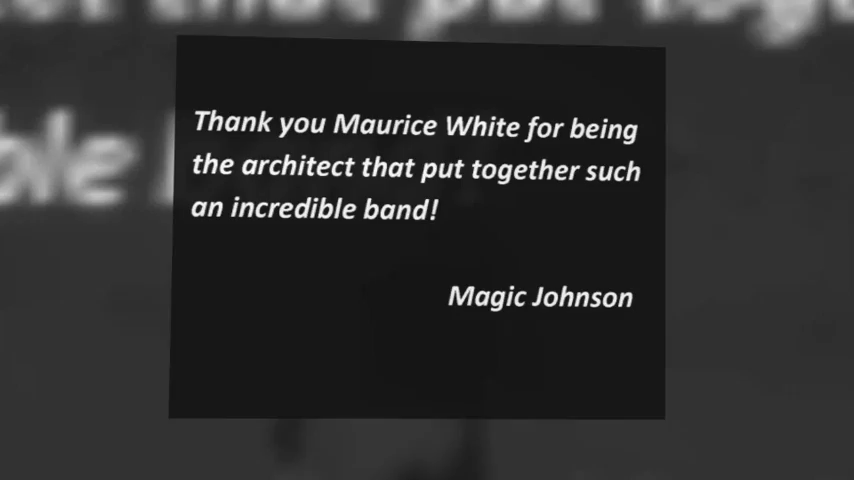 Thank you Maurice White for being
the architect that put together such
an incredible band!
Magic Johnson